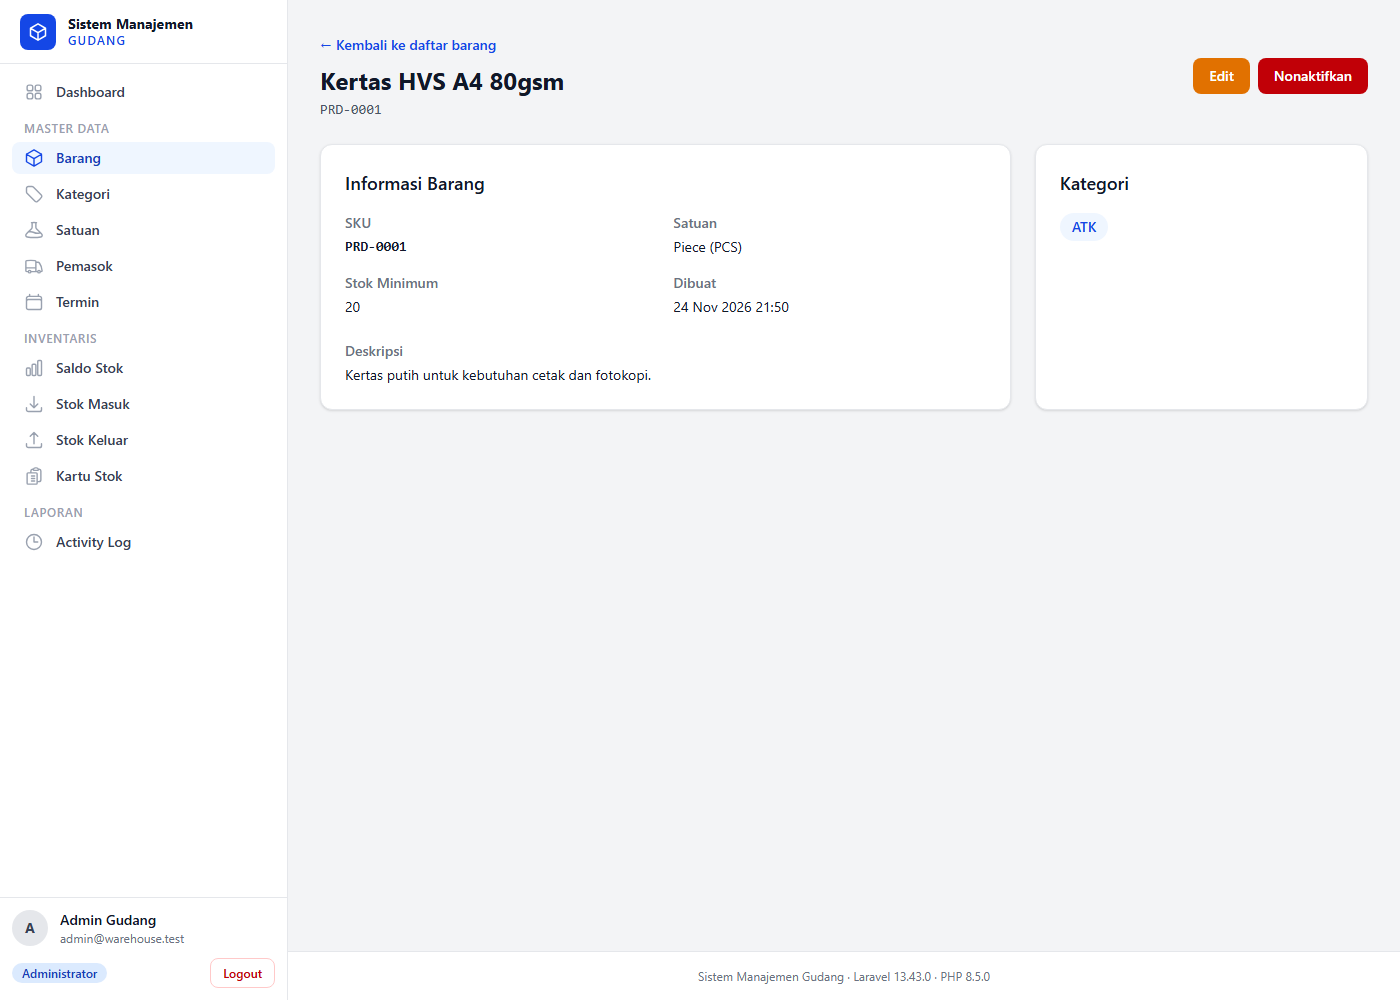 Sistem Manajemen
GUDANG
Dashboard
MASTER DATA
Barang
Kategori
Satuan
Pemasok
Termin
INVENTARIS
Saldo Stok
Stok Masuk
Stok Keluar
Kartu Stok
LAPORAN
Activity Log
A
Admin Gudang
admin@warehouse.test
Administrator
Logout
← Kembali ke daftar barang
Kertas HVS A4 80gsm
PRD-0001
Edit
Nonaktifkan
Informasi Barang
SKU
PRD-0001
Satuan
Piece (PCS)
Stok Minimum
20
Dibuat
24 Nov 2026 21:50
Deskripsi
Kertas putih untuk kebutuhan cetak dan fotokopi.
Kategori
ATK
Sistem Manajemen Gudang · Laravel 13.43.0 · PHP 8.5.0